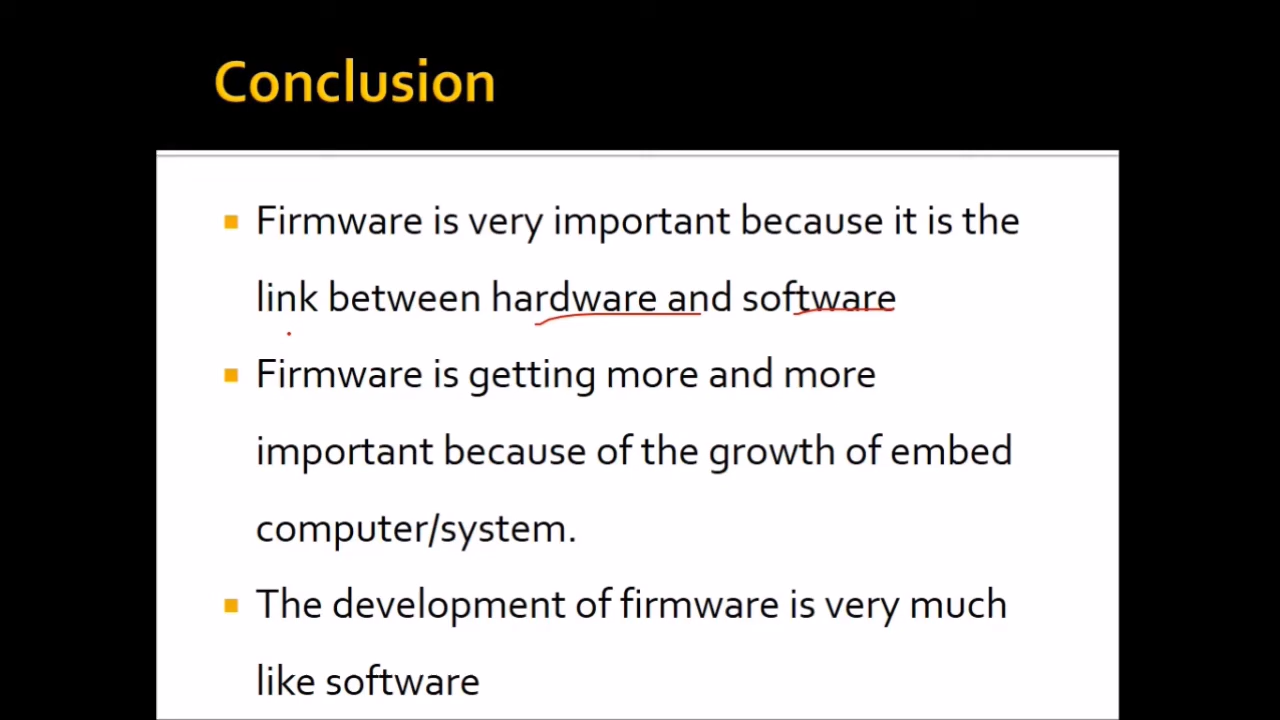 Conclusion
Firmware is very important because it is the
link between hardware and software
Firmware is getting more and more
important because of the growth of embed
computer/system.
The development of firmware is very much
like software